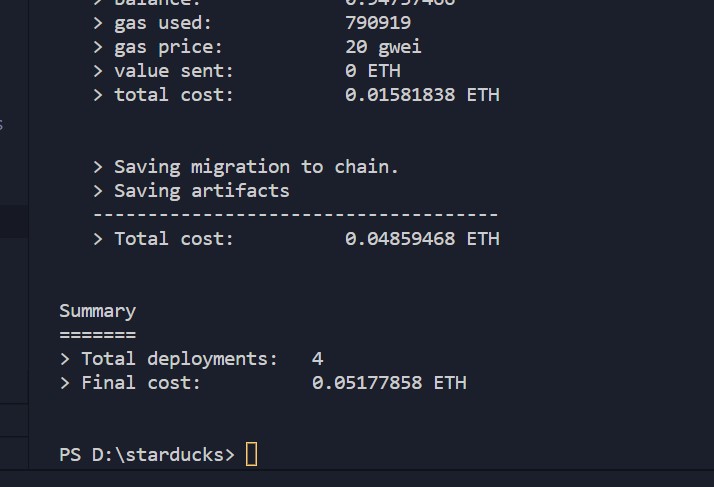 > gas used: 790919
> gas price: 20 gwei
> value sent: 0 ETH
> total cost: 0.01581838 ETH
> Saving migration to chain.
> Saving artifacts
-------------------------------------
> Total cost: 0.04859468 ETH
Summary
=======
> Total deployments: 4
> Final cost: 0.05177858 ETH
PS D:\starducks>